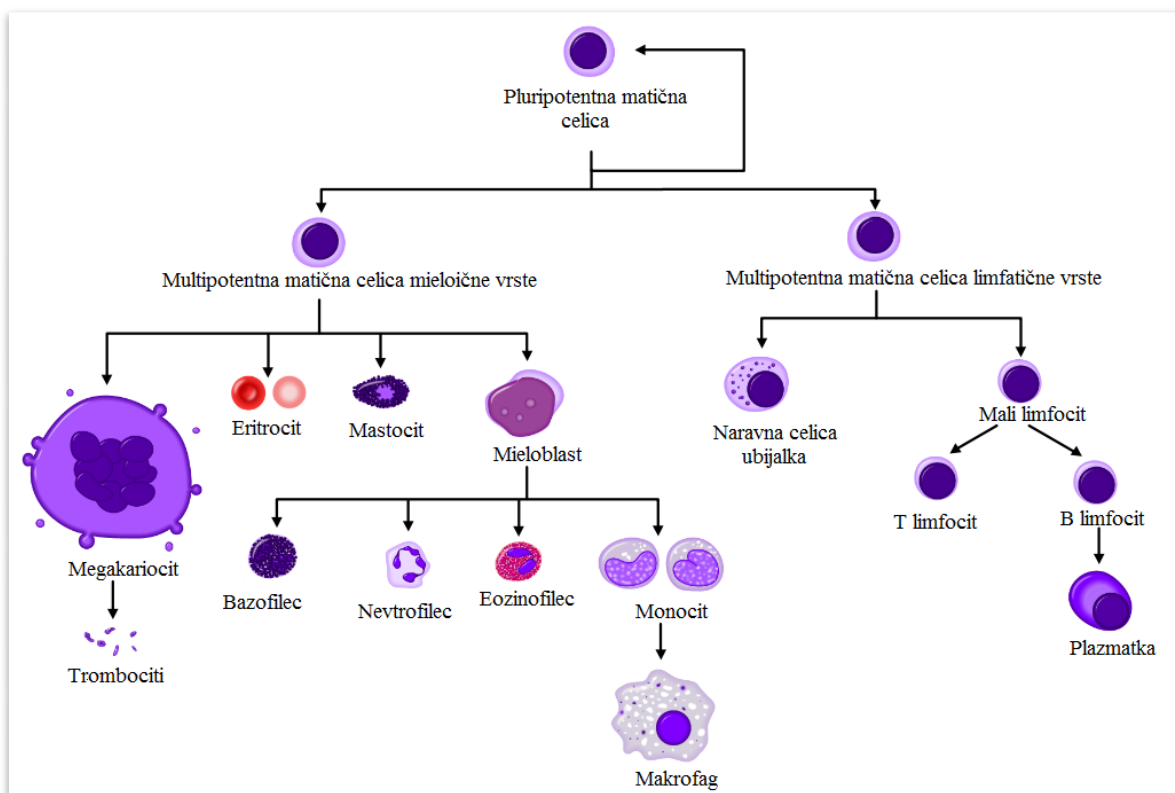 Pluripotentna matična
celica
Multipotentna matična celica mieloične vrste
Multipotentna matična celica limfatične vrste
Eritrocit
Mastocit
Mieloblast
Naravna celica
ubijalka
Mali limfocit
T limfocit
B limfocit
Megakariocit
Bazofilec
Nevtrofilec
Eozinofilec
Monocit
Plazmatka
Trombociti
Makrofag